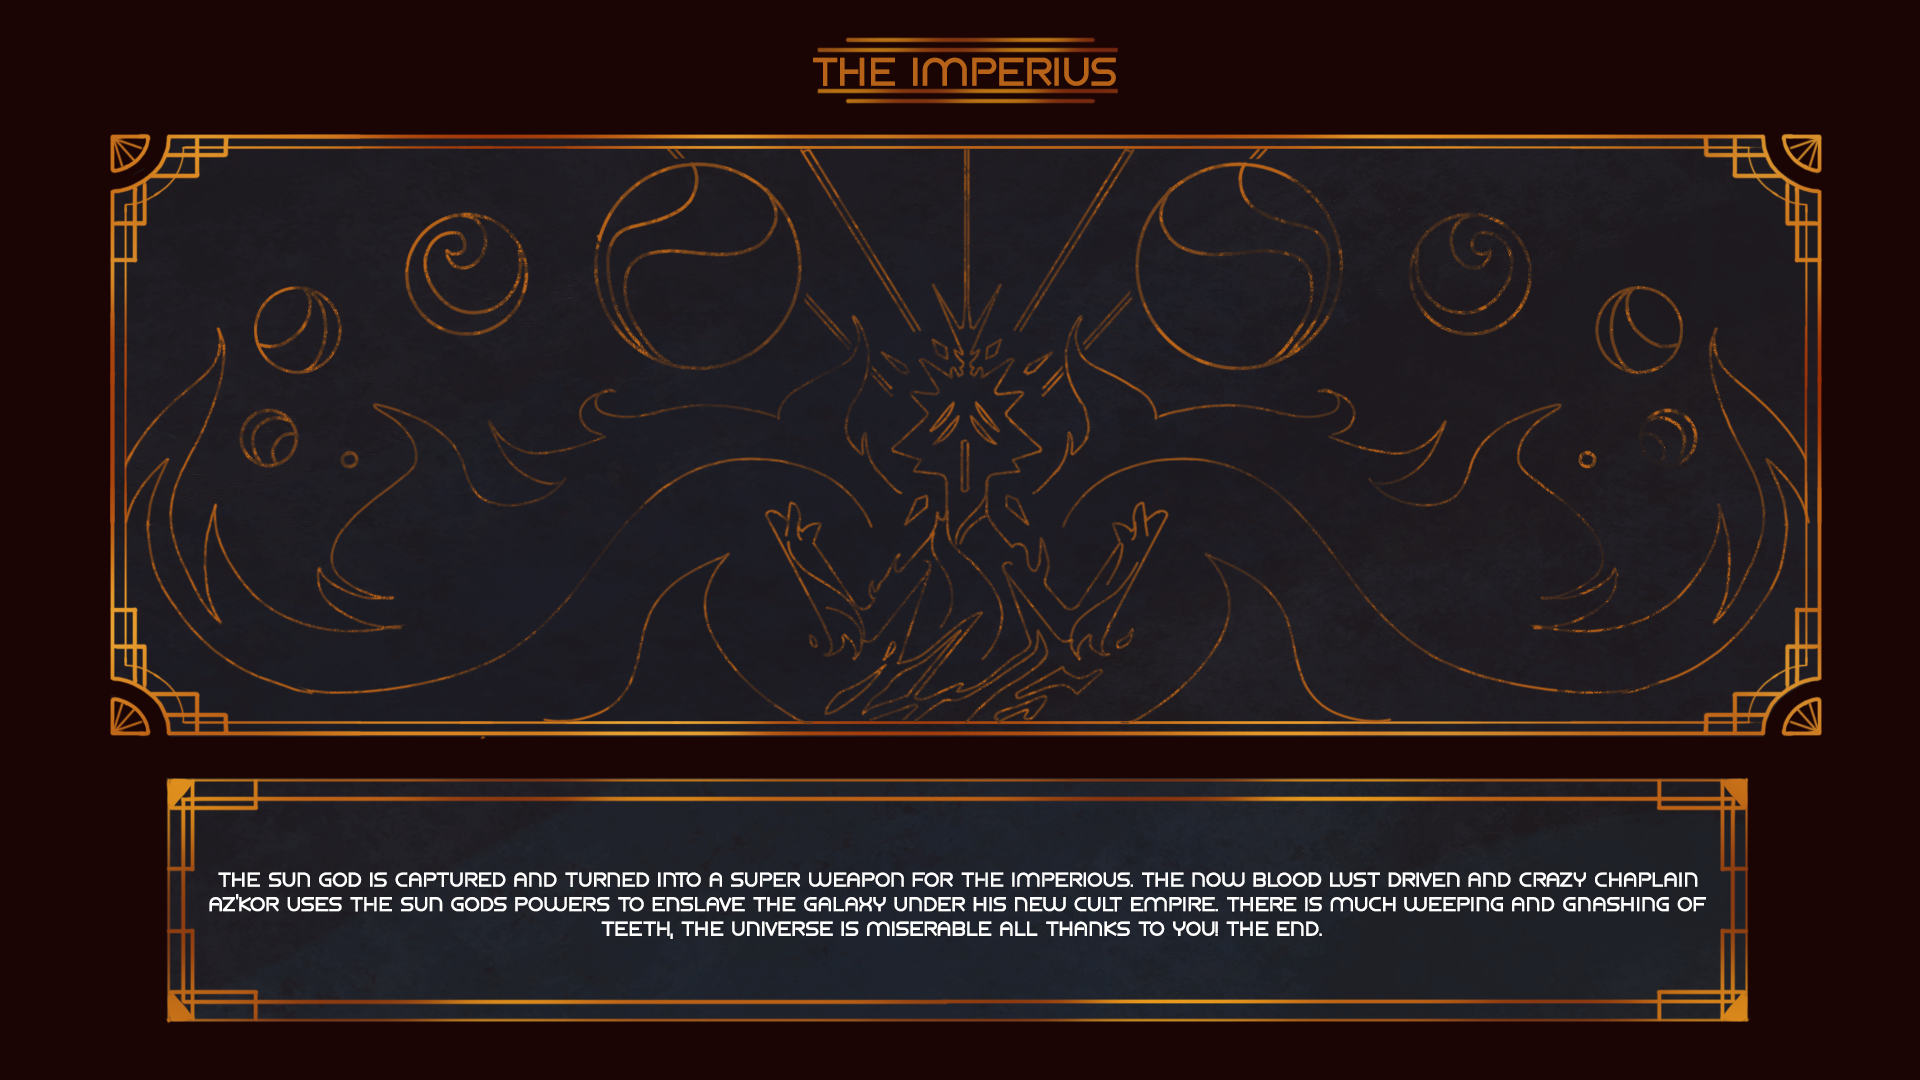 THE IMPERIUS
THE SUN GOD IS CAPTURED AND TURNED INTO A SUPER WEAPON FOR THE IMPERIOUS. THE NOW BLOOD LUST DRIVEN AND CRAZY CHAPLAIN
AZ'KOR USES THE SUN GODS POWERS TO ENSLAVE THE GALAXY UNDER HIS NEW CULT EMPIRE. THERE IS MUCH WEEPING AND GNASHING OF
TEETH, THE UNIVERSE IS MISERABLE ALL THANKS TO YOU! THE END.